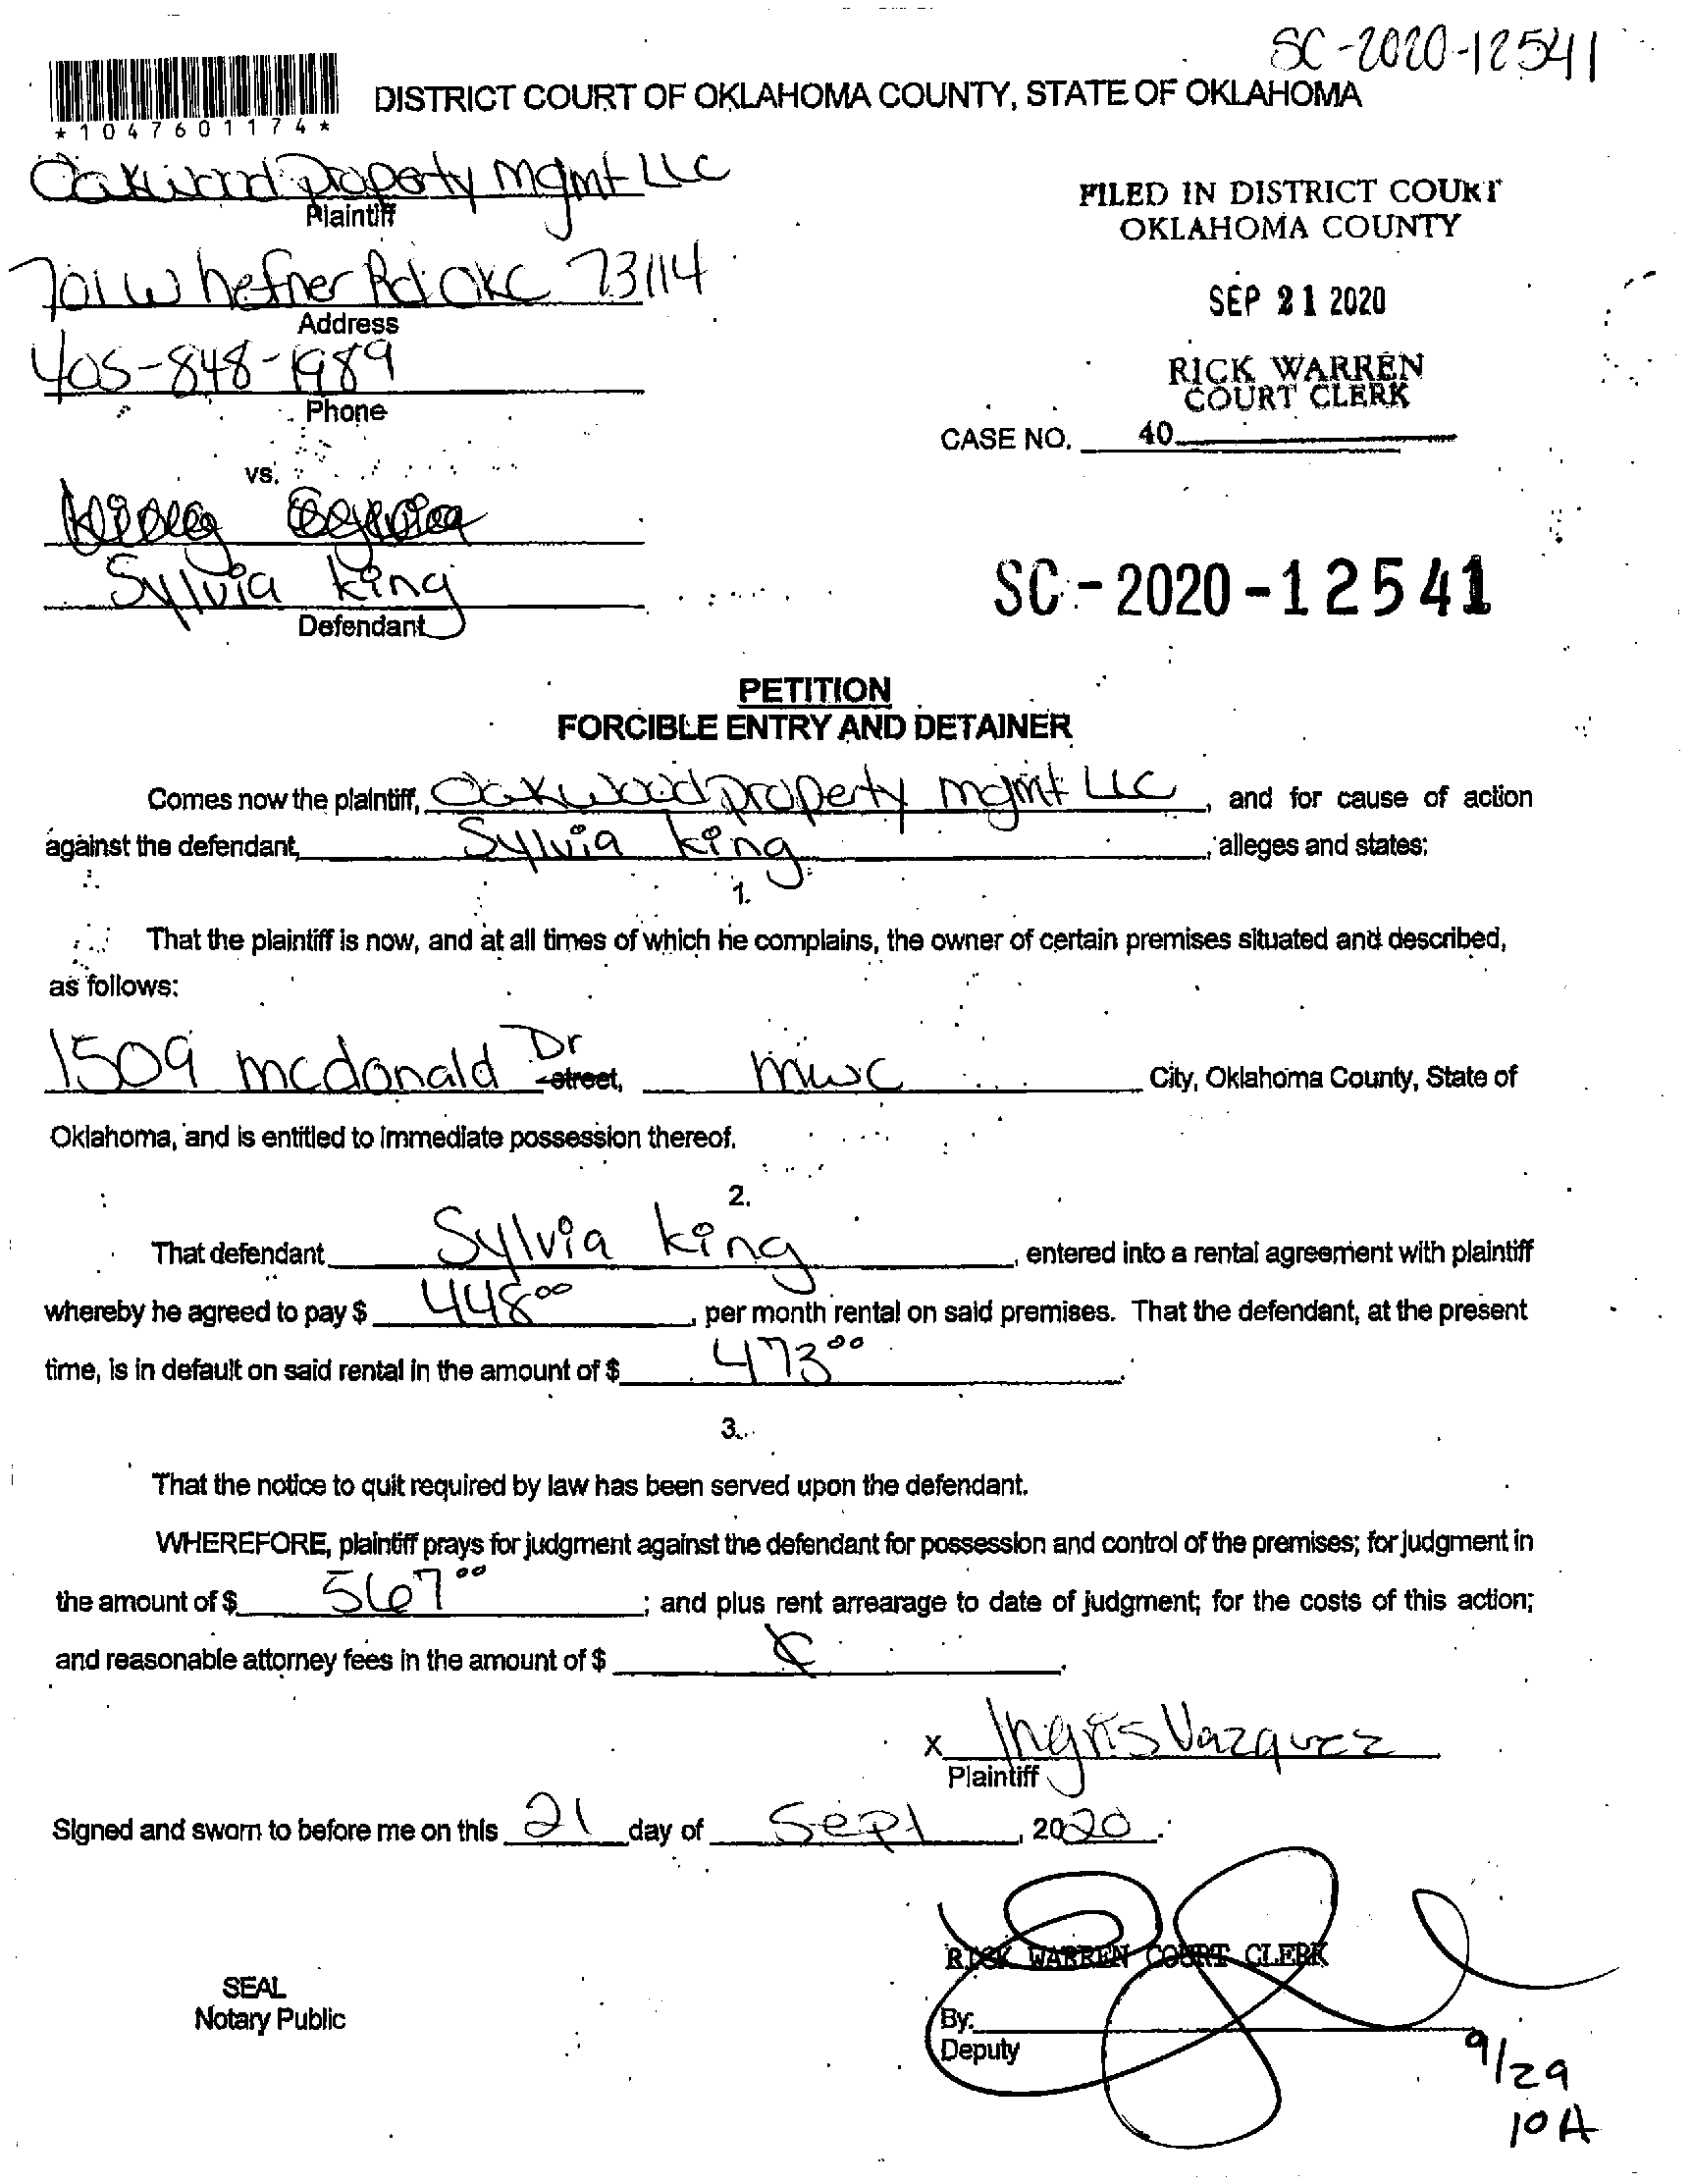 SC-2020-12541
*1047601174*
DISTRICT COURT OF OKLAHOMA COUNTY, STATE OF OKLAHOMA
Oakwood Property Mgmt LLC
Plaintiff
FILED IN DISTRICT COURT
OKLAHOMA COUNTY
701 W hefner Rd OKC 73114
Address
SEP 21 2020
405-848-1989
Phone
RICK WARREN
COURT CLERK
CASE NO. 40
vs.
Sylvia King
Defendant
SC-2020-12541
PETITION
FORCIBLE ENTRY AND DETAINER
Comes now the plaintiff, Oakwood property mgmt LLC, and for cause of action
against the defendant, Sylvia King, alleges and states:
1.
That the plaintiff is now, and at all times of which he complains, the owner of certain premises situated and described,
as follows:
1509 mcdonald Dr street, mwc City, Oklahoma County, State of
Oklahoma, and is entitled to immediate possession thereof.
2.
That defendant Sylvia King, entered into a rental agreement with plaintiff
whereby he agreed to pay $ 448.00, per month rental on said premises. That the defendant, at the present
time, is in default on said rental in the amount of $ 473.00.
3.
That the notice to quit required by law has been served upon the defendant.
WHEREFORE, plaintiff prays for judgment against the defendant for possession and control of the premises; for judgment in
the amount of $ 567.00; and plus rent arrearage to date of judgment; for the costs of this action;
and reasonable attorney fees in the amount of $
x Ingris Vazquez
Plaintiff
Signed and sworn to before me on this 21 day of Sept, 2020.
RICK WARREN COURT CLERK
SEAL
Notary Public
By:
Deputy
9/29
10A